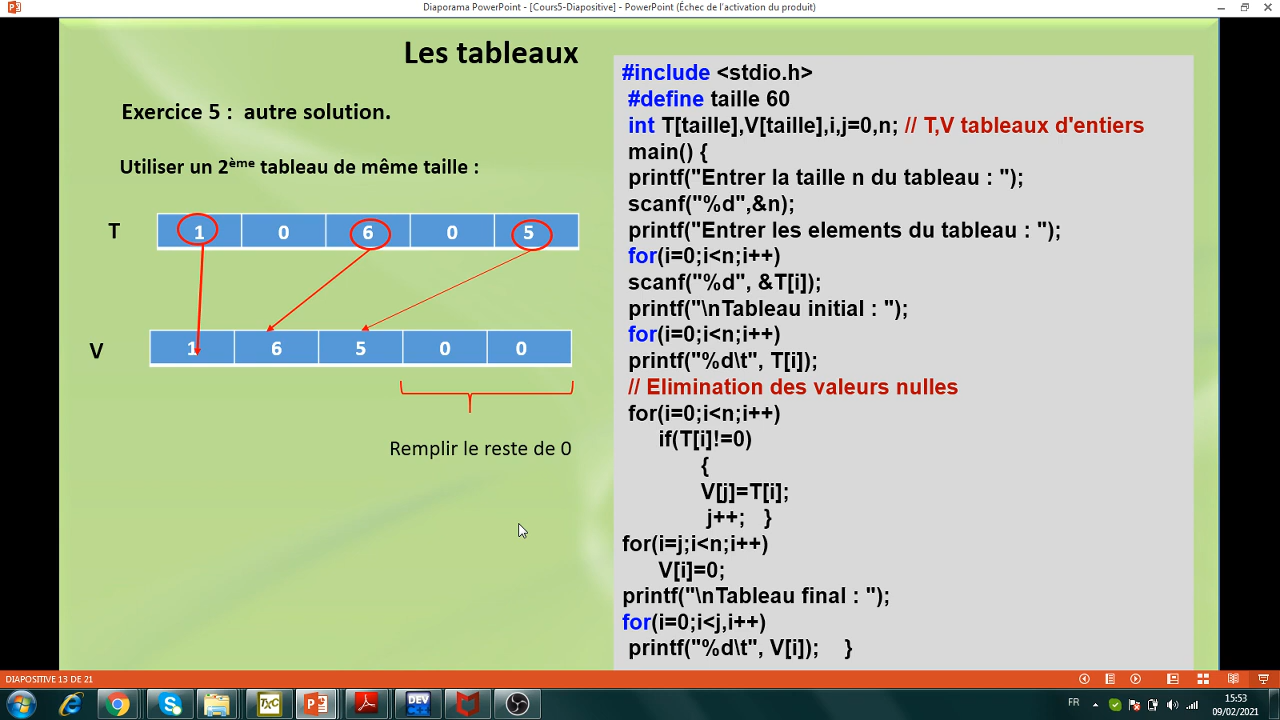 Diaporama PowerPoint - [Cours5-Diapositive] - PowerPoint (Échec de l'activation du produit)
Les tableaux
Exercice 5 : autre solution.
Utiliser un 2ème tableau de même taille :
T 1 0 6 0 5
V 1 6 5 0 0
Remplir le reste de 0
#include <stdio.h>
#define taille 60
int T[taille],V[taille],i,j=0,n; // T,V tableaux d'entiers
main() {
printf("Entrer la taille n du tableau : ");
scanf("%d",&n);
printf("Entrer les elements du tableau : ");
for(i=0;i<n;i++)
scanf("%d", &T[i]);
printf("\nTableau initial : ");
for(i=0;i<n;i++)
printf("%d\t", T[i]);
// Elimination des valeurs nulles
for(i=0;i<n;i++)
if(T[i]!=0)
{
V[j]=T[i];
j++; }
for(i=j;i<n;i++)
V[i]=0;
printf("\nTableau final : ");
for(i=0;i<j,i++)
printf("%d\t", V[i]); }
DIAPOSITIVE 13 DE 21
TXC
DEV
FR
15:53
09/02/2021